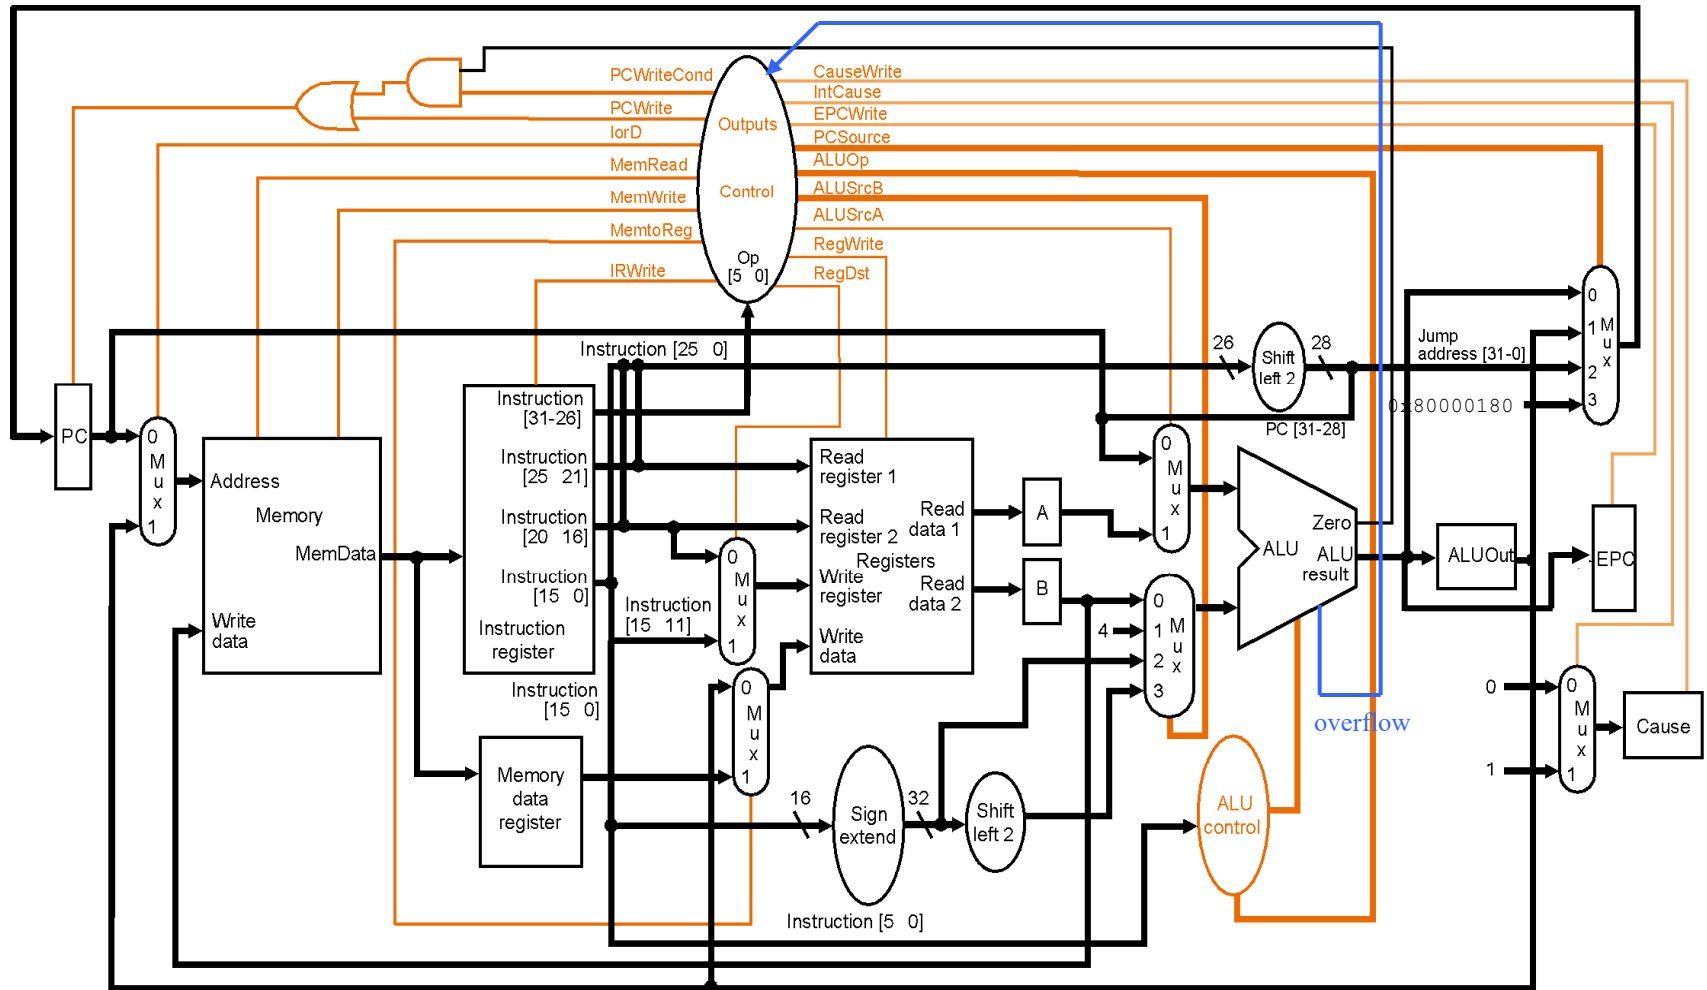 PCWriteCond
PCWrite
IorD
MemRead
MemWrite
MemtoReg
IRWrite
Outputs
Control
Op
[5 0]
CauseWrite
IntCause
EPCWrite
PCSource
ALUOp
ALUSrcB
ALUSrcA
RegWrite
RegDst
Instruction [25 0]
26
Shift
left 2
28
Jump
address [31-0]
0
1
2
3
M
u
x
0x80000180
PC [31-28]
PC
0
M
u
x
1
Address
Memory
MemData
Write
data
Instruction
[31-26]
Instruction
[25 21]
Instruction
[20 16]
Instruction
[15 0]
Instruction
register
Instruction
[15 11]
Instruction
[15 0]
0
M
u
x
1
0
M
u
x
1
Read
register 1
Read
register 2
Registers
Write
register
Write
data
Read
data 1
Read
data 2
A
B
4
0
M
u
x
1
0
1
2
3
M
u
x
ALU
Zero
ALU
result
ALUOut
EPC
overflow
0
1
0
M
u
x
1
Cause
Memory
data
register
16
Sign
extend
32
Shift
left 2
ALU
control
Instruction [5 0]